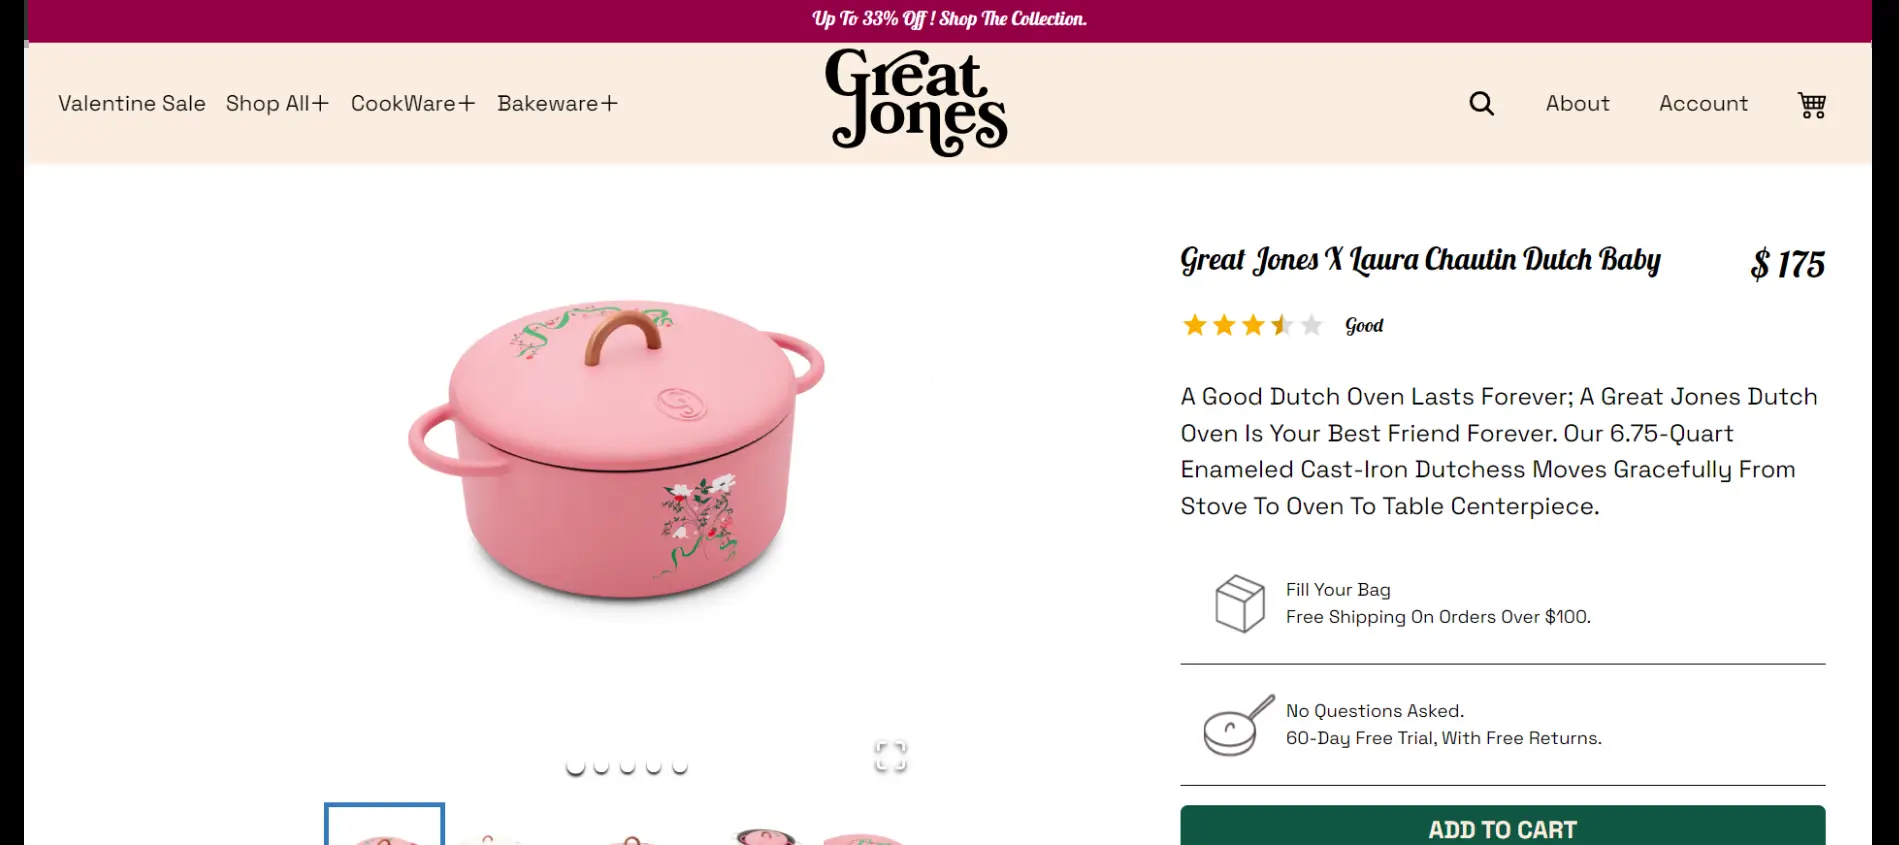 Up To 33% Off ! Shop The Collection.
Valentine Sale Shop All+ CookWare+ Bakeware+
Great
Jones
About Account
Great Jones X Laura Chautin Dutch Baby $ 175
Good
A Good Dutch Oven Lasts Forever; A Great Jones Dutch
Oven Is Your Best Friend Forever. Our 6.75-Quart
Enameled Cast-Iron Dutchess Moves Gracefully From
Stove To Oven To Table Centerpiece.
Fill Your Bag
Free Shipping On Orders Over $100.
No Questions Asked.
60-Day Free Trial, With Free Returns.
ADD TO CART